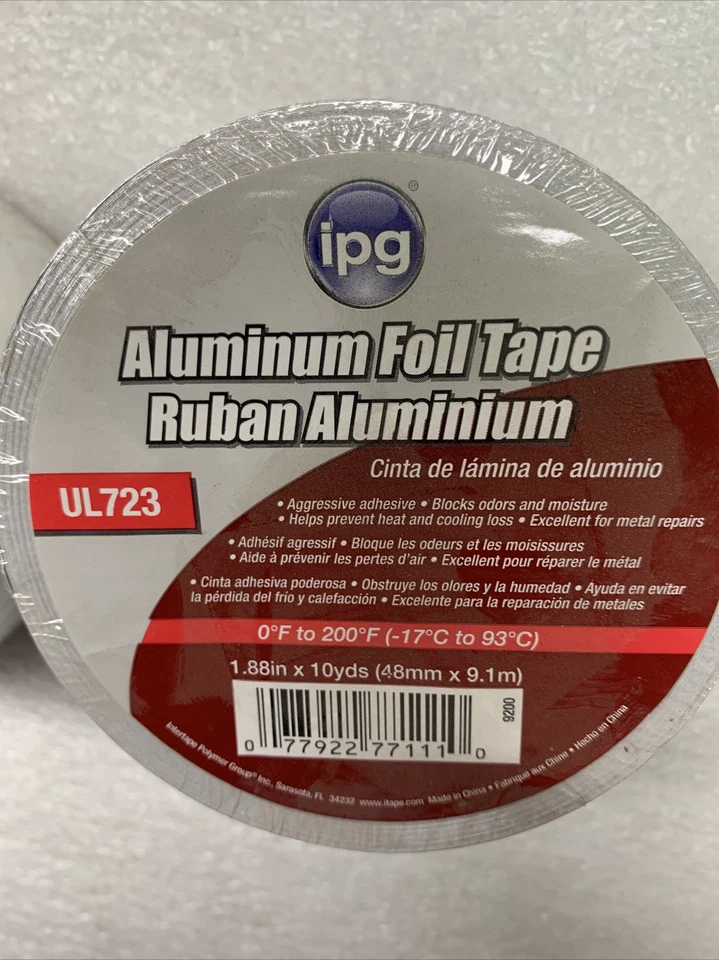 ipg®
Aluminum Foil Tape
Ruban Aluminium
Cinta de lámina de aluminio
UL723
• Aggressive adhesive • Blocks odors and moisture
• Helps prevent heat and cooling loss • Excellent for metal repairs
• Adhésif agressif • Bloque les odeurs et les moisissures
• Aide à prévenir les pertes d'air • Excellent pour réparer le métal
• Cinta adhesiva poderosa • Obstruye los olores y la humedad • Ayuda en evitar
la pérdida del frío y calefacción • Excelente para la reparación de metales
0°F to 200°F (-17°C to 93°C)
1.88in x 10yds (48mm x 9.1m)
9200
0 77922 77111 0
Intertape Polymer Group® Inc., Sarasota, FL 34232 www.itape.com Made in China • Fabrique aux Chine • Hecho en China